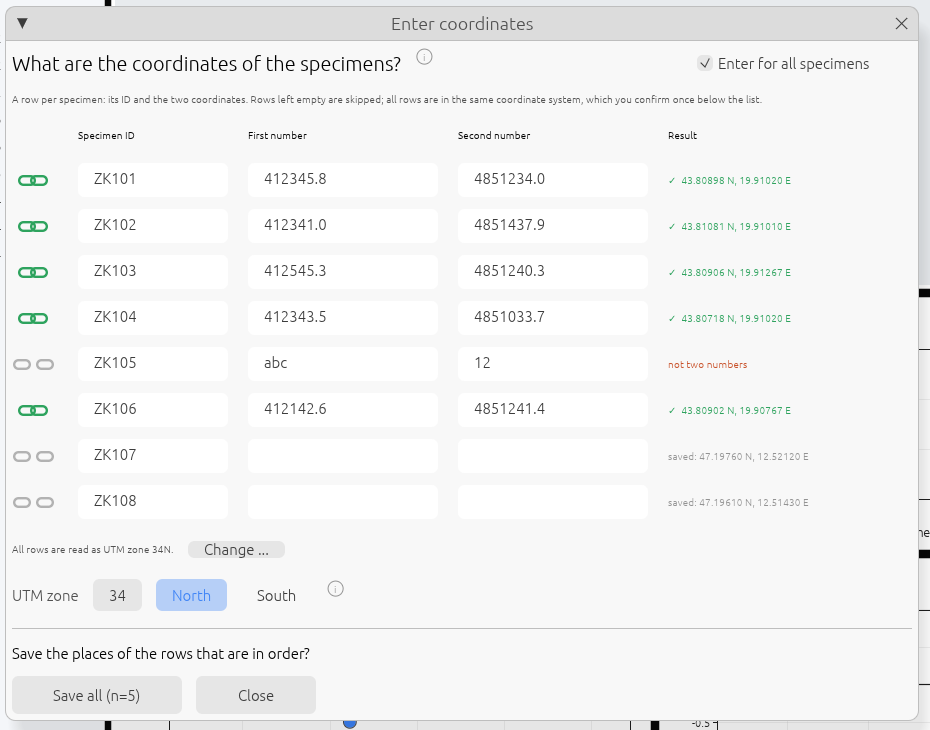 Enter coordinates
What are the coordinates of the specimens?
Enter for all specimens
A row per specimen: its ID and the two coordinates. Rows left empty are skipped; all rows are in the same coordinate system, which you confirm once below the list.
Specimen ID First number Second number Result
ZK101 412345.8 4851234.0 ✓ 43.80898 N, 19.91020 E
ZK102 412341.0 4851437.9 ✓ 43.81081 N, 19.91010 E
ZK103 412545.3 4851240.3 ✓ 43.80906 N, 19.91267 E
ZK104 412343.5 4851033.7 ✓ 43.80718 N, 19.91020 E
ZK105 abc 12 not two numbers
ZK106 412142.6 4851241.4 ✓ 43.80902 N, 19.90767 E
ZK107 saved: 47.19760 N, 12.52120 E
ZK108 saved: 47.19610 N, 12.51430 E
All rows are read as UTM zone 34N. Change ...
UTM zone 34 North South
Save the places of the rows that are in order?
Save all (n=5) Close
-0.5